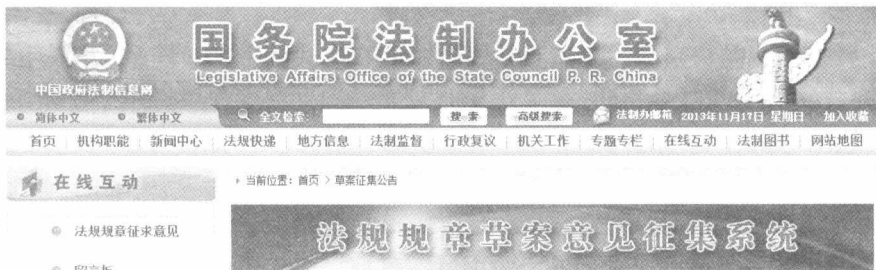 国务院法制办公室
Legislative Affairs Office of the State Council P. R. China
中国政府法制信息网
简体中文 繁体中文 全文检索: 搜索 高级搜索 法制办邮箱 2013年11月17日 星期日 加入收藏
首页 机构职能 新闻中心 法规快递 地方信息 法制监督 行政复议 机关工作 专题专栏 在线互动 法制图书 网站地图
在线互动
当前位置: 首页 > 草案征集公告
法规规章征求意见
法规规章草案意见征集系统
留言板